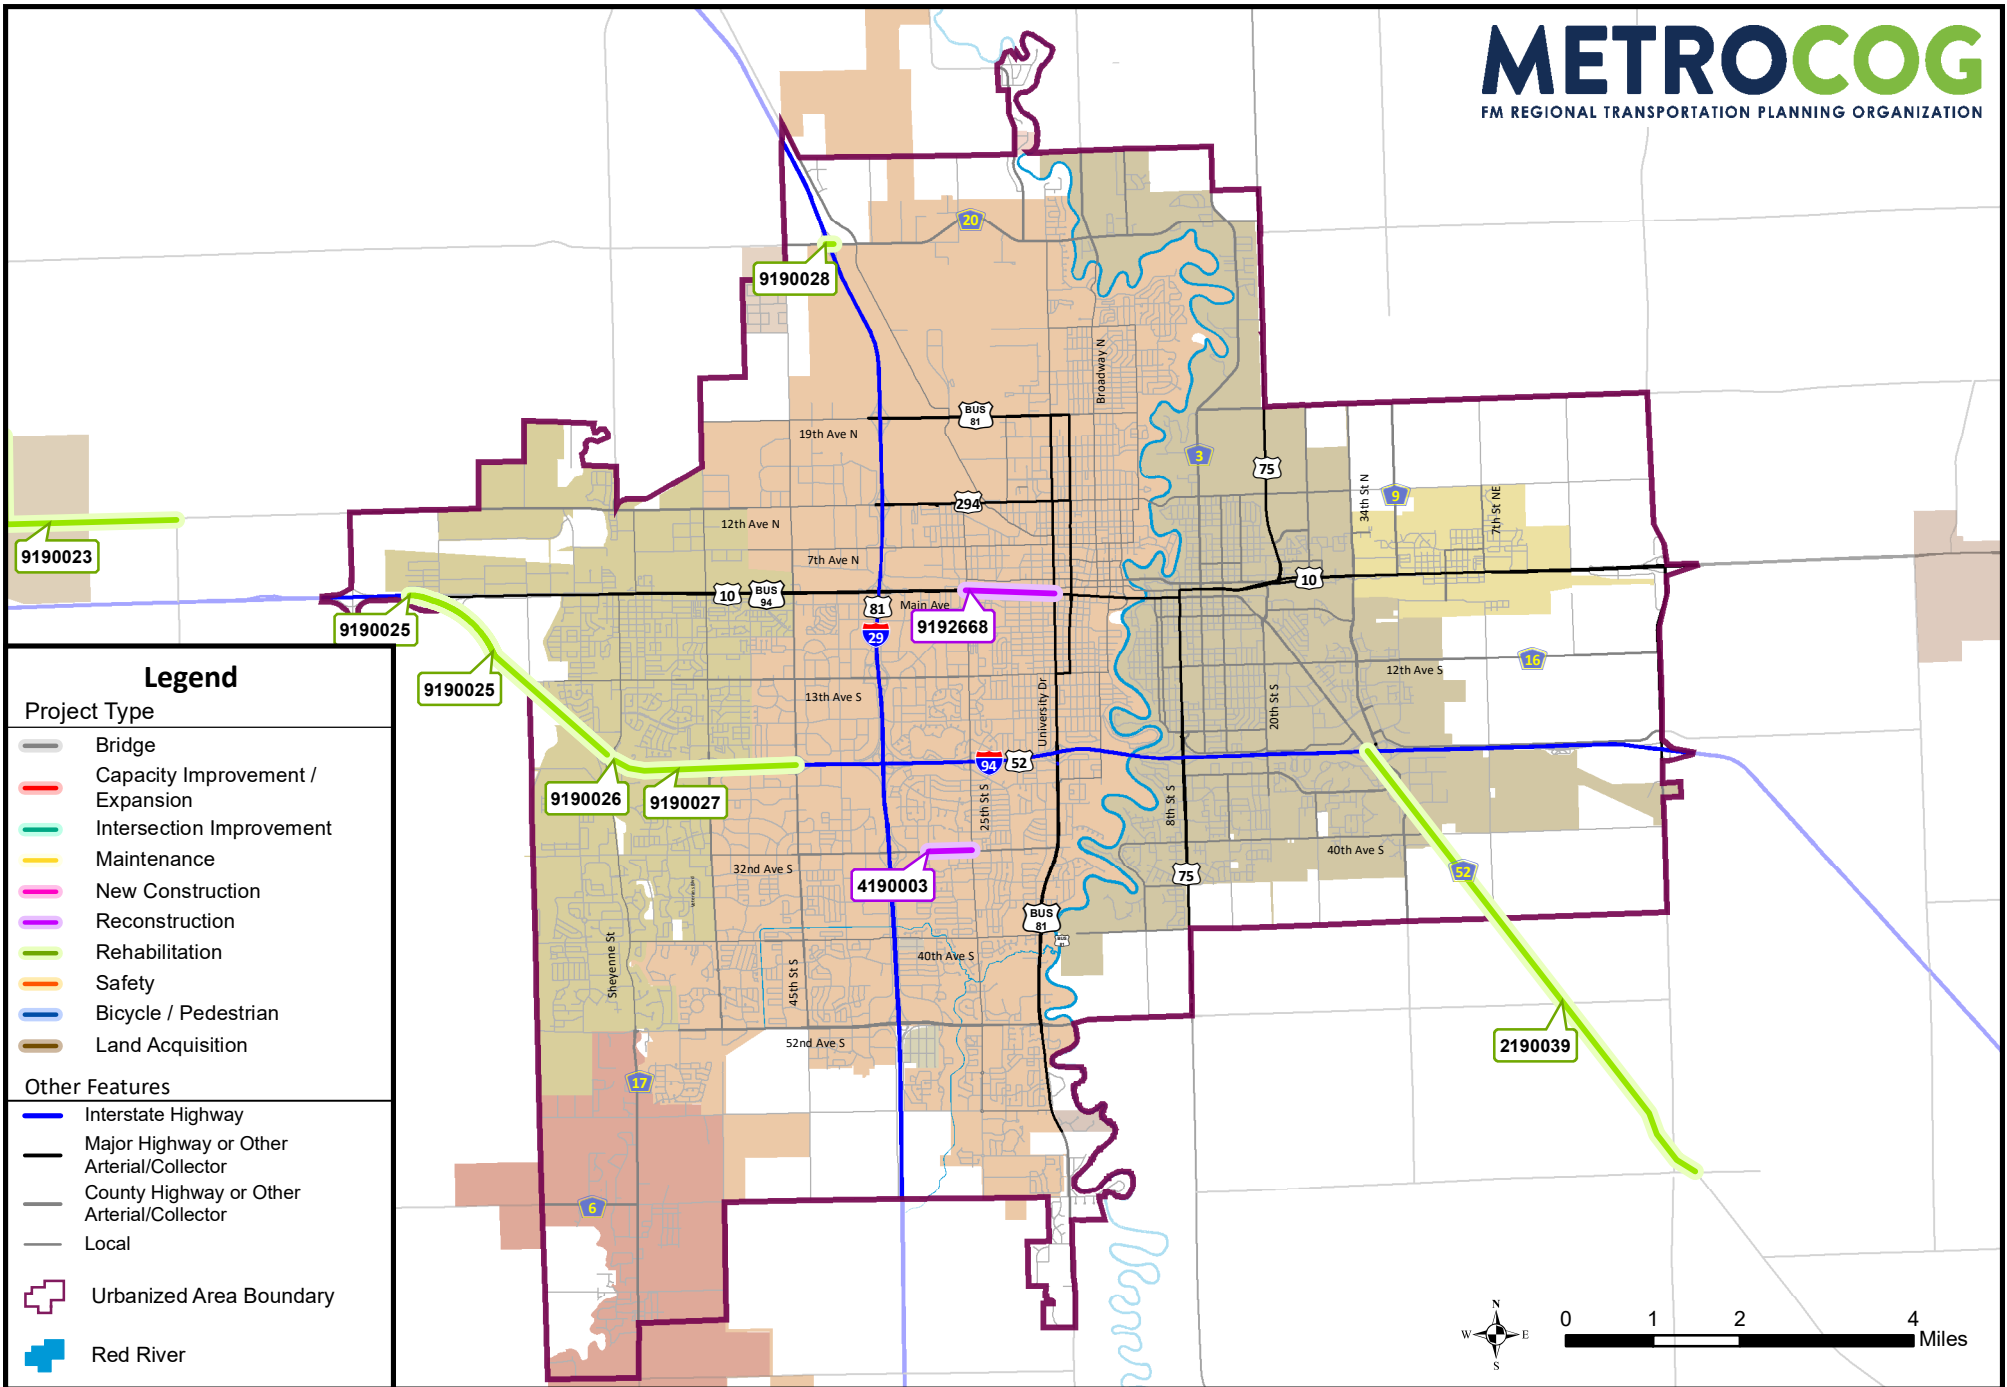 METROCOG
FM REGIONAL TRANSPORTATION PLANNING ORGANIZATION
20
9190028
Broadway N
BUS
81
19th Ave N
3
75
34th St N
9
7th St NE
294
12th Ave N
9190023
7th Ave N
10
BUS
94
81
Main Ave
29
9192668
10
9190025
16
12th Ave S
9190025
13th Ave S
University Dr
20th St S
94
52
9190026
9190027
25th St S
8th St S
40th Ave S
32nd Ave S
4190003
75
52
BUS
81
BUS
81
Sheyenne St
45th St S
40th Ave S
52nd Ave S
2190039
17
6
Legend
Project Type
Bridge
Capacity Improvement /
Expansion
Intersection Improvement
Maintenance
New Construction
Reconstruction
Rehabilitation
Safety
Bicycle / Pedestrian
Land Acquisition
Other Features
Interstate Highway
Major Highway or Other
Arterial/Collector
County Highway or Other
Arterial/Collector
Local
Urbanized Area Boundary
Red River
N
W E
S
0 1 2 4
Miles